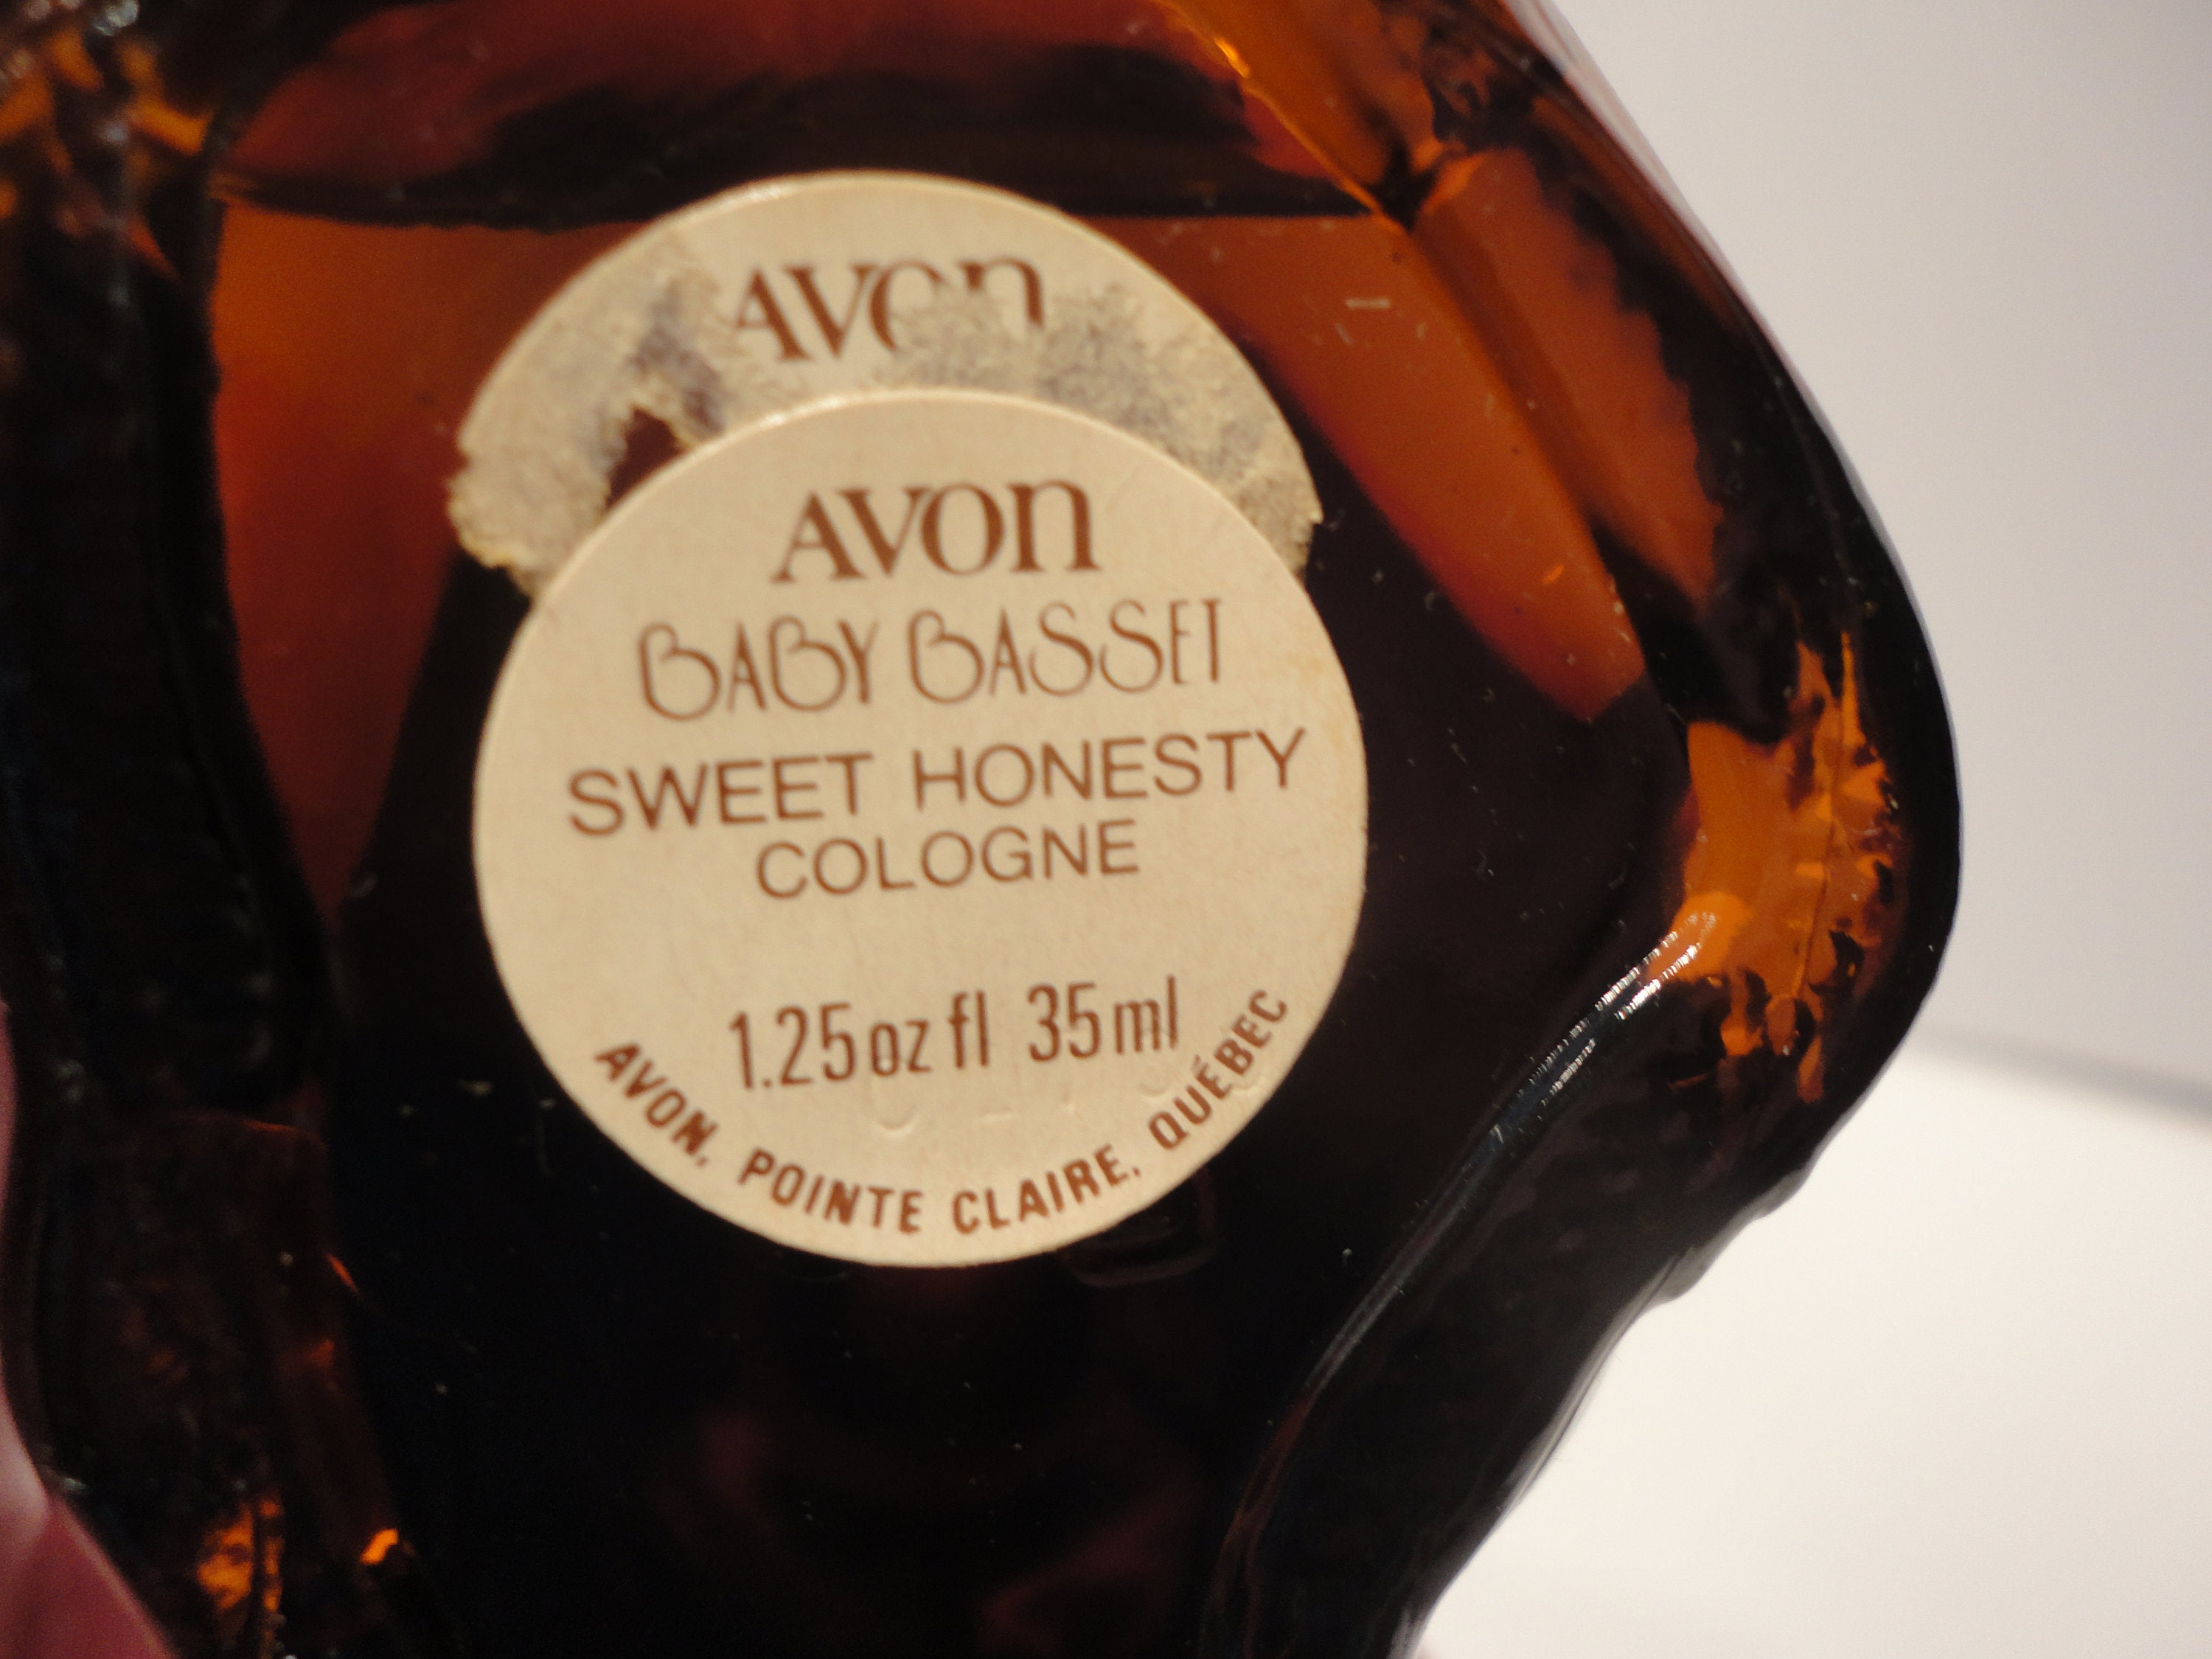 AVON
AVON
BABY BASSET
SWEET HONESTY
COLOGNE
1.25 oz fl 35 ml
AVON, POINTE CLAIRE, QUÉBEC